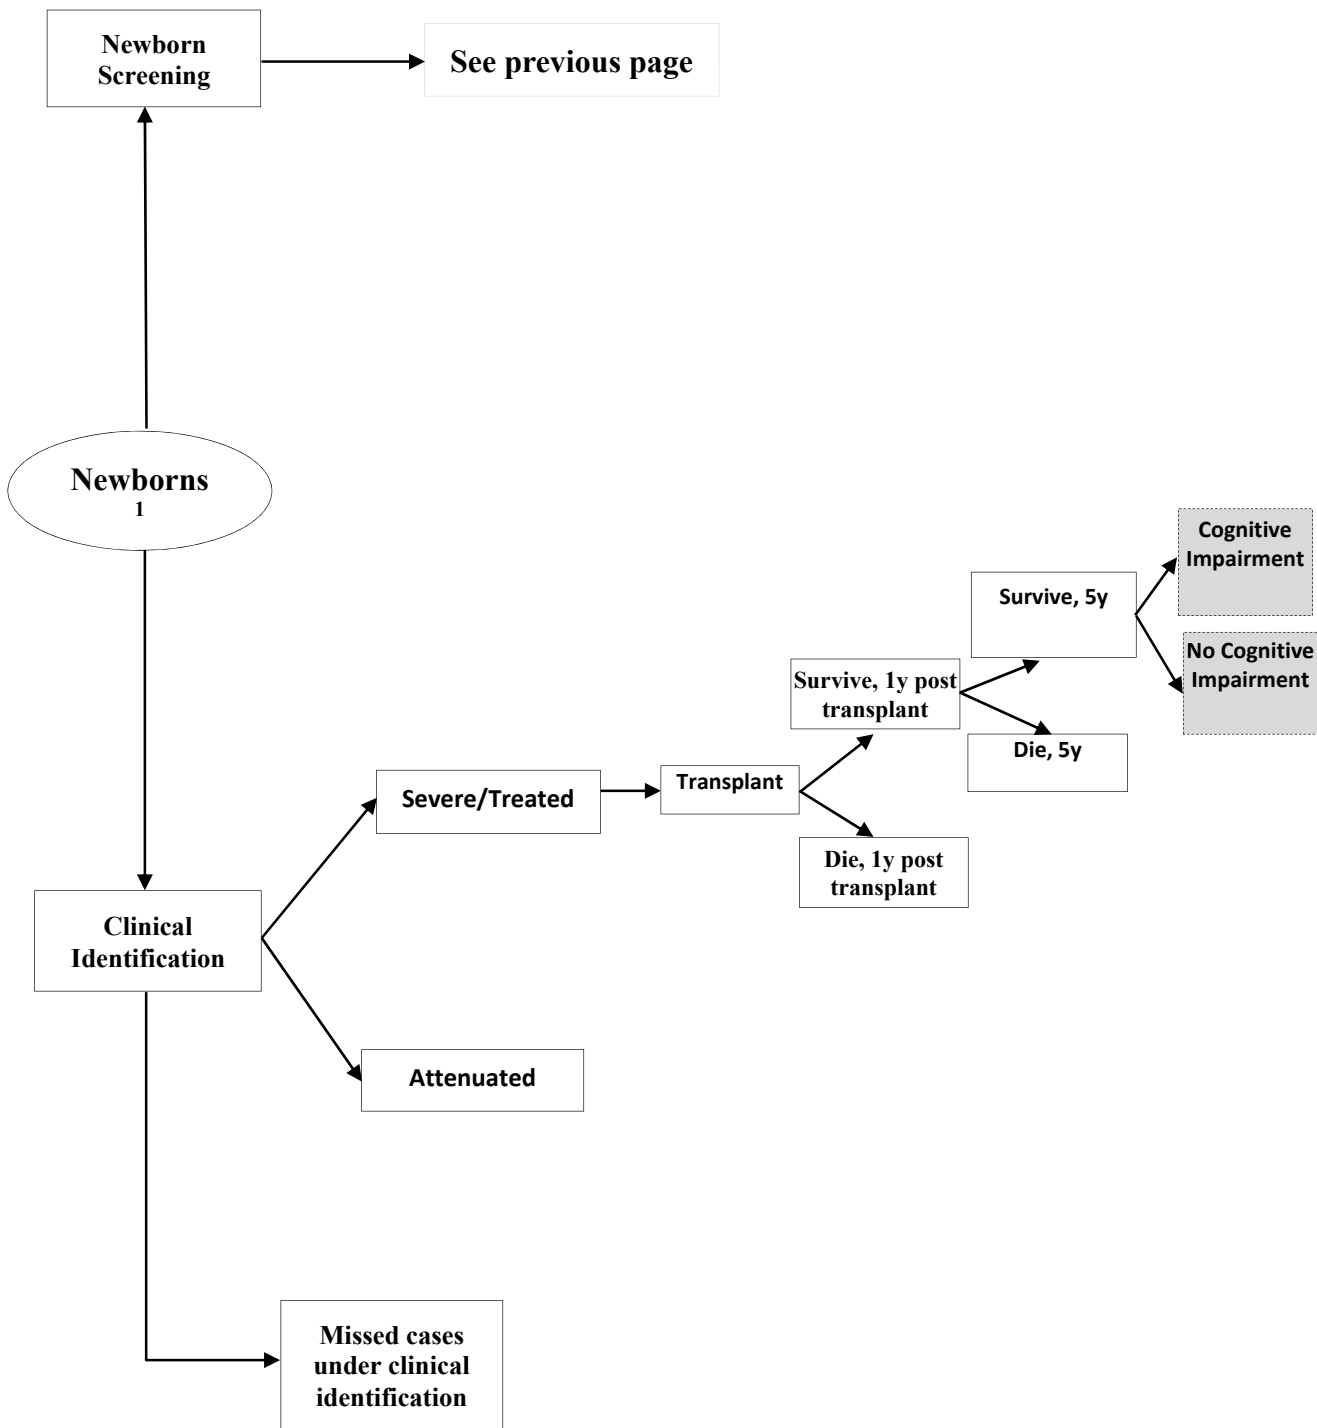 Newborn
Screening
See previous page
Newborns
1
Cognitive
Impairment
Survive, 5y
No Cognitive
Impairment
Survive, 1y post
transplant
Die, 5y
Severe/Treated
Transplant
Die, 1y post
transplant
Clinical
Identification
Attenuated
Missed cases
under clinical
identification